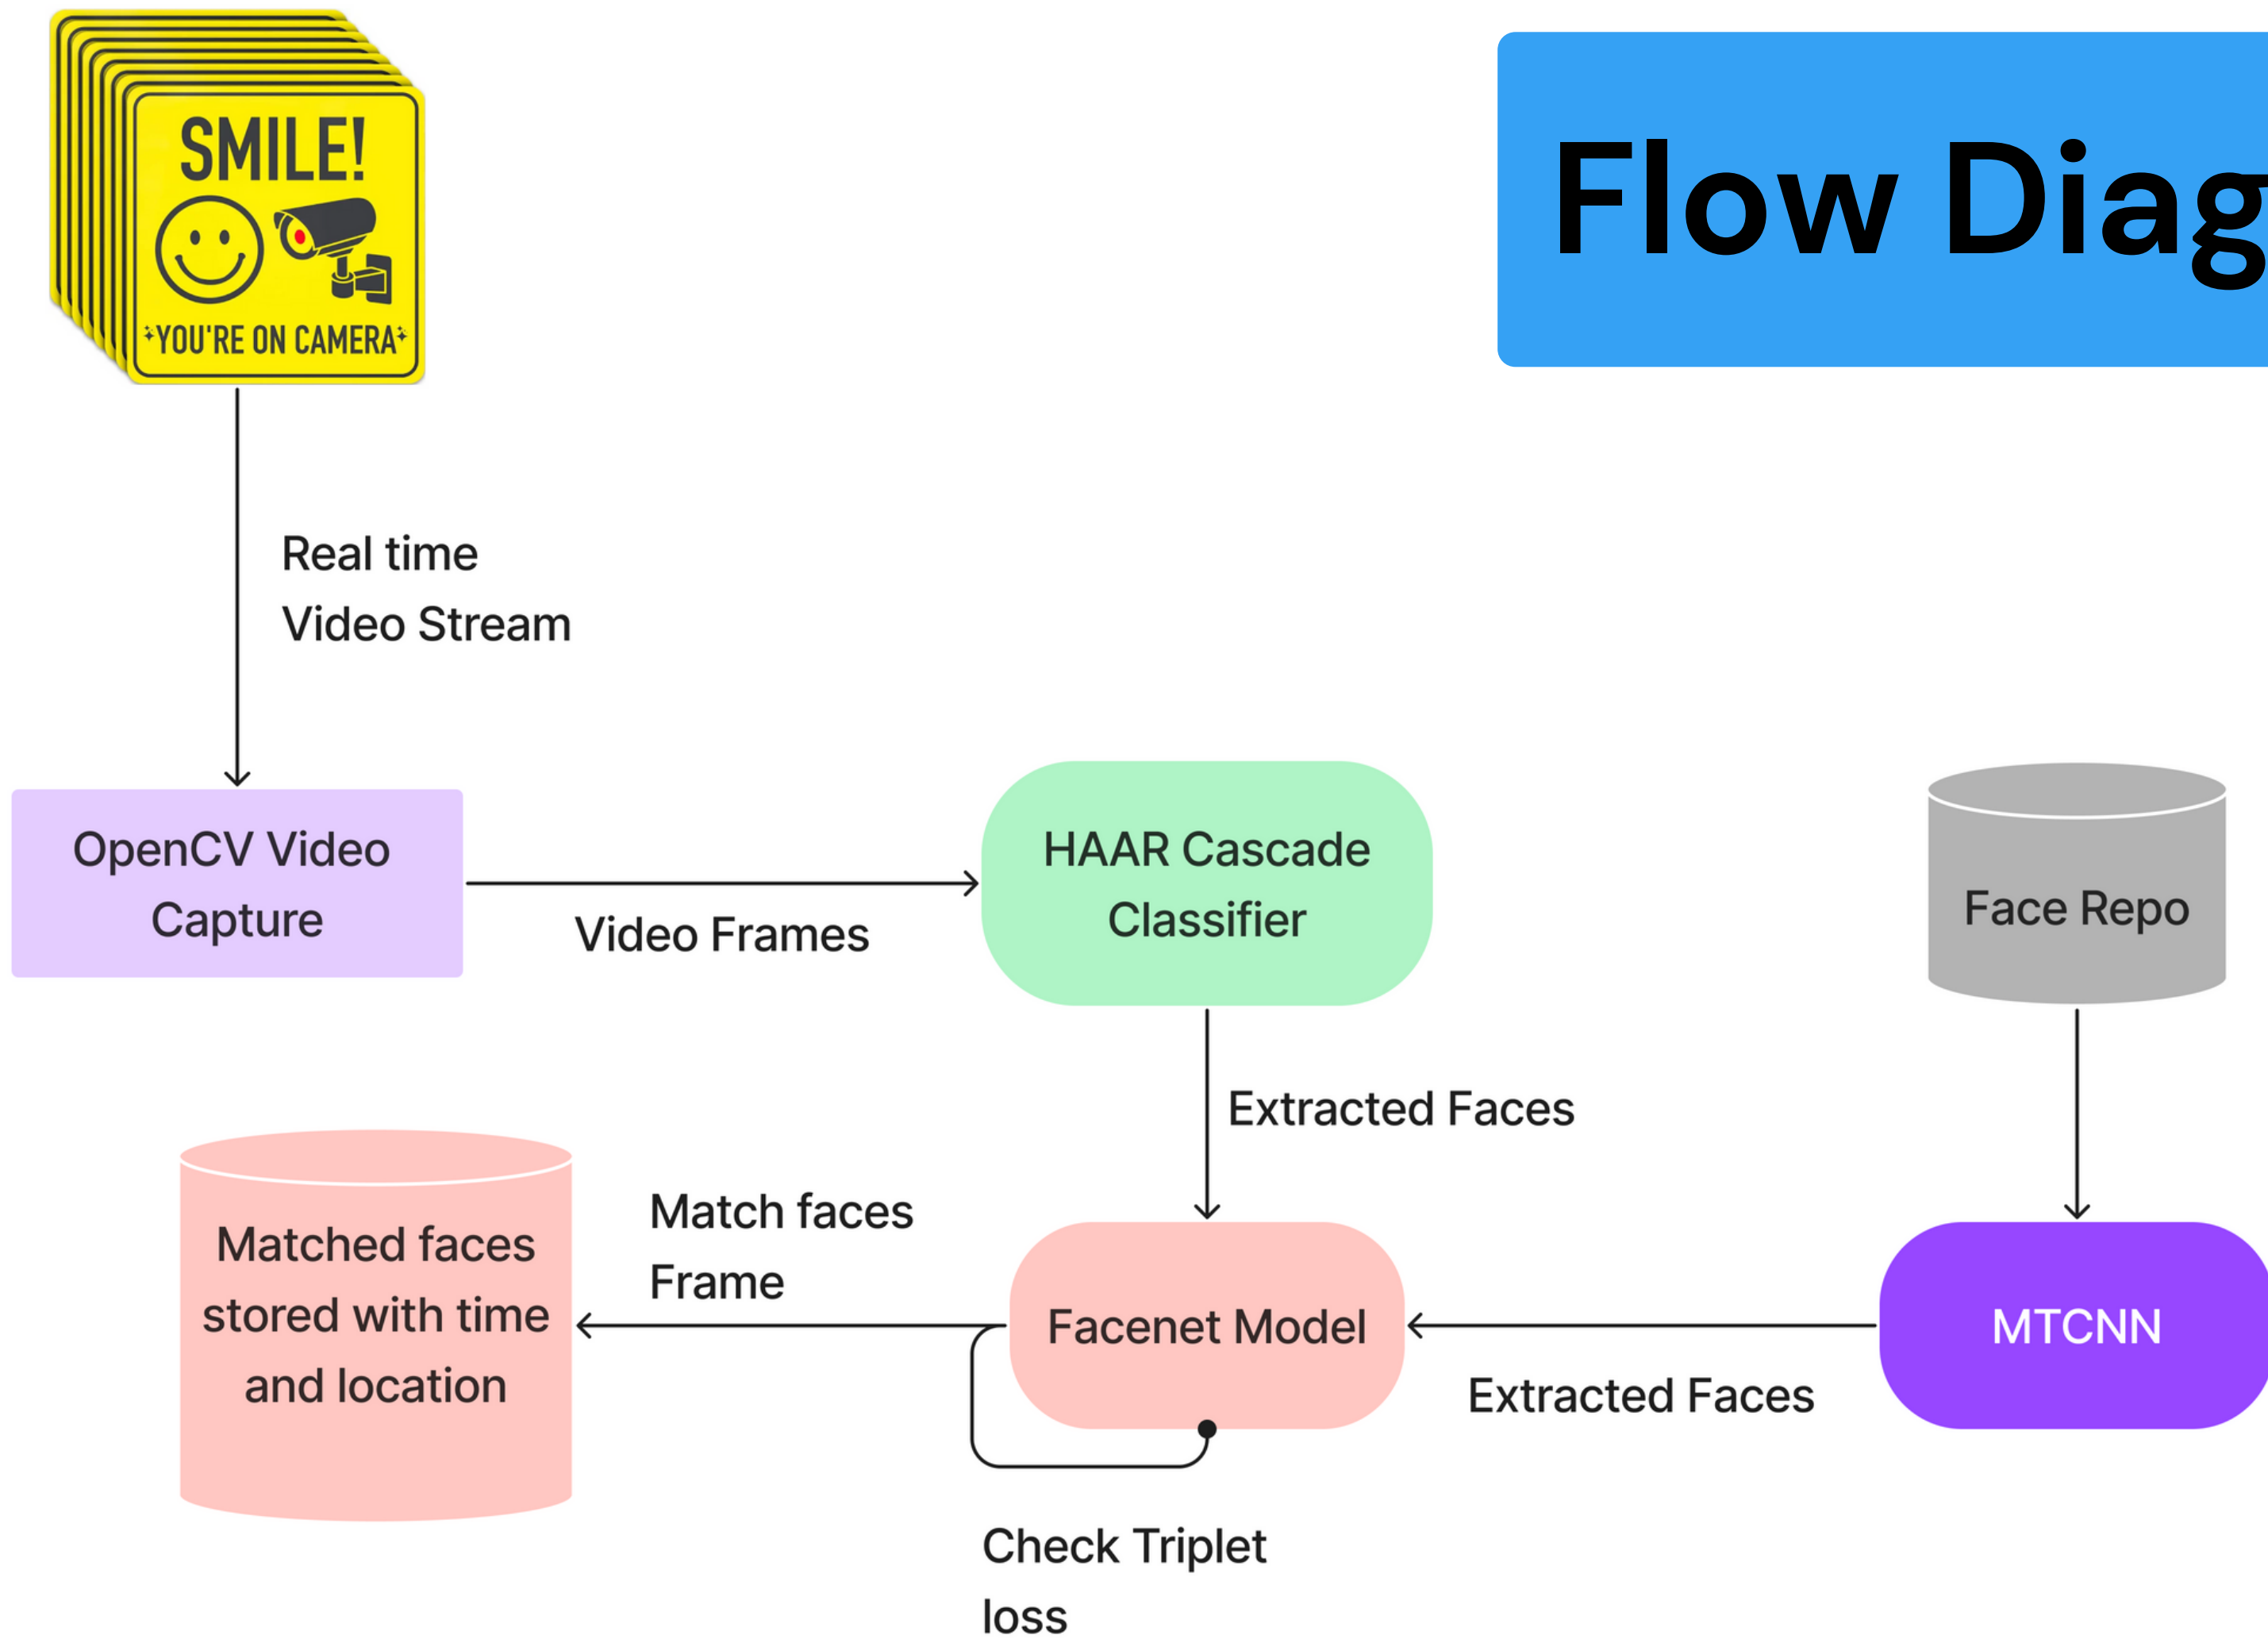 SMILE!
YOU'RE ON CAMERA
Flow Diag
Real time
Video Stream
OpenCV Video
Capture
Video Frames
HAAR Cascade
Classifier
Face Repo
Extracted Faces
Matched faces
stored with time
and location
Match faces
Frame
Facenet Model
MTCNN
Extracted Faces
Check Triplet
loss